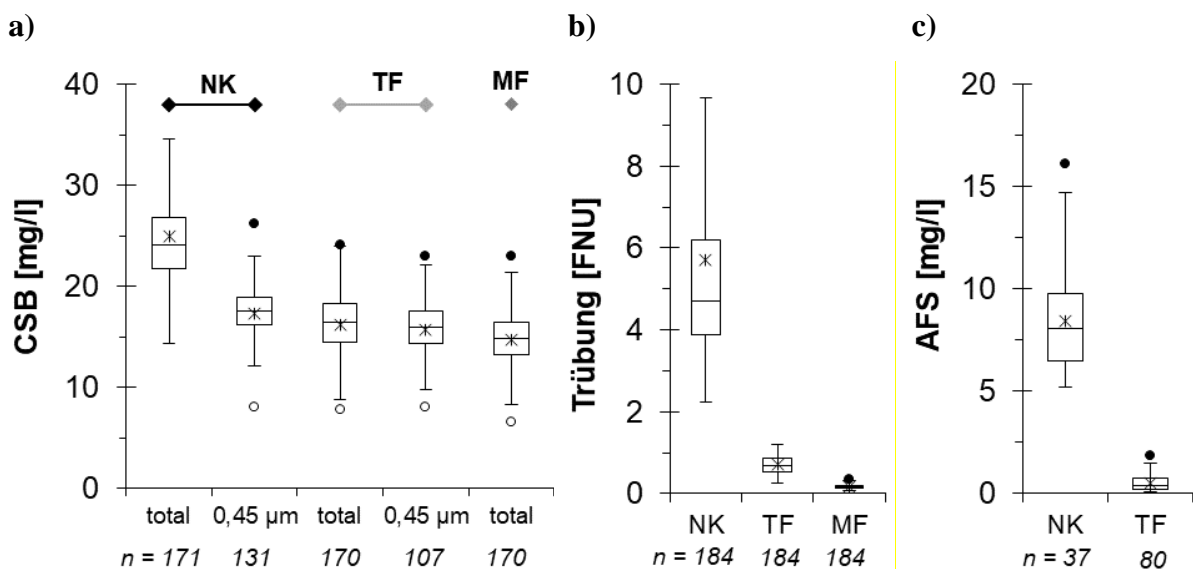 a)
b)
c)
NK TF MF
CSB [mg/l]
40
30
20
10
0
total 0,45 µm total 0,45 µm total
n = 171 131 170 107 170
Trübung [FNU]
10
8
6
4
2
0
NK TF MF
n = 184 184 184
AFS [mg/l]
20
15
10
5
0
NK TF
n = 37 80